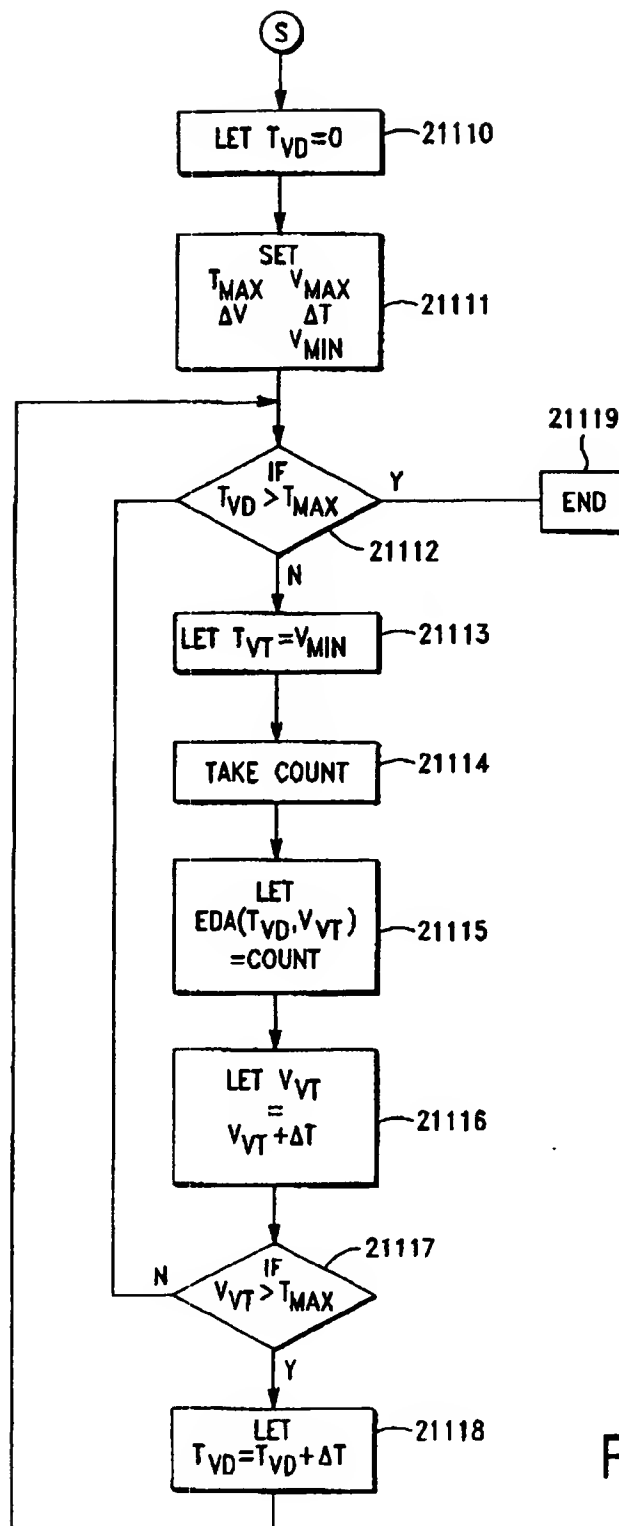 S
LET T_VD=0
21110
SET
T_MAX V_MAX
ΔV ΔT
V_MIN
21111
21119
IF
T_VD > T_MAX
Y
END
21112
N
LET T_VT=V_MIN
21113
TAKE COUNT
21114
LET
EDA(T_VD,V_VT)
=COUNT
21115
LET V_VT
=
V_VT+ΔT
21116
21117
N
IF
V_VT > T_MAX
Y
LET
T_VD=T_VD+ΔT
21118
F